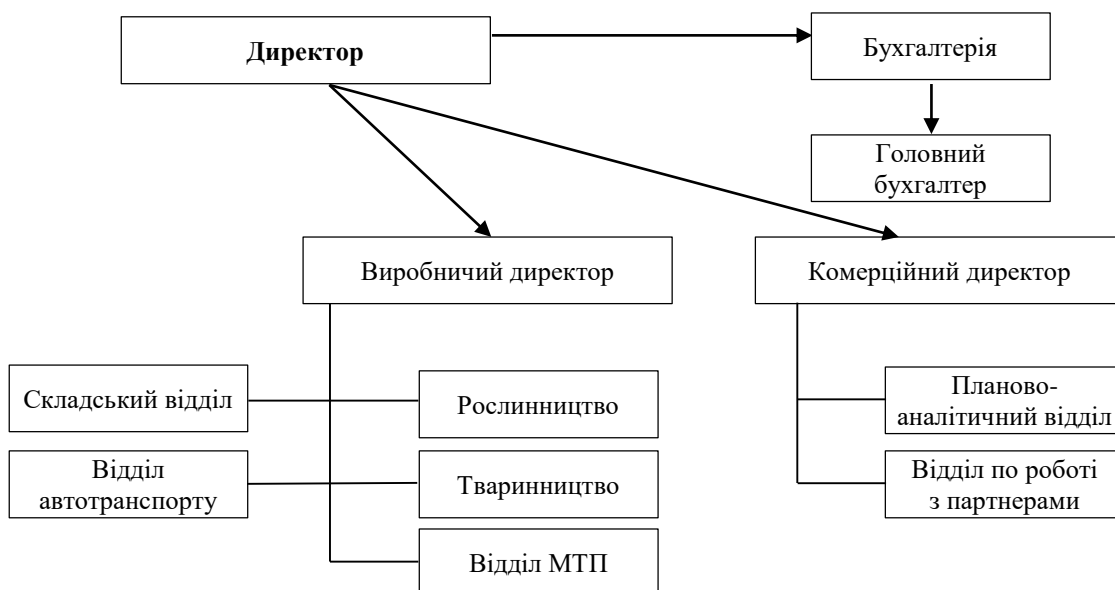 Директор
Бухгалтерія
Головний
бухгалтер
Виробничий директор
Комерційний директор
Складський відділ
Рослинництво
Планово-
аналітичний відділ
Відділ
автотранспорту
Тваринництво
Відділ по роботі
з партнерами
Відділ МТП